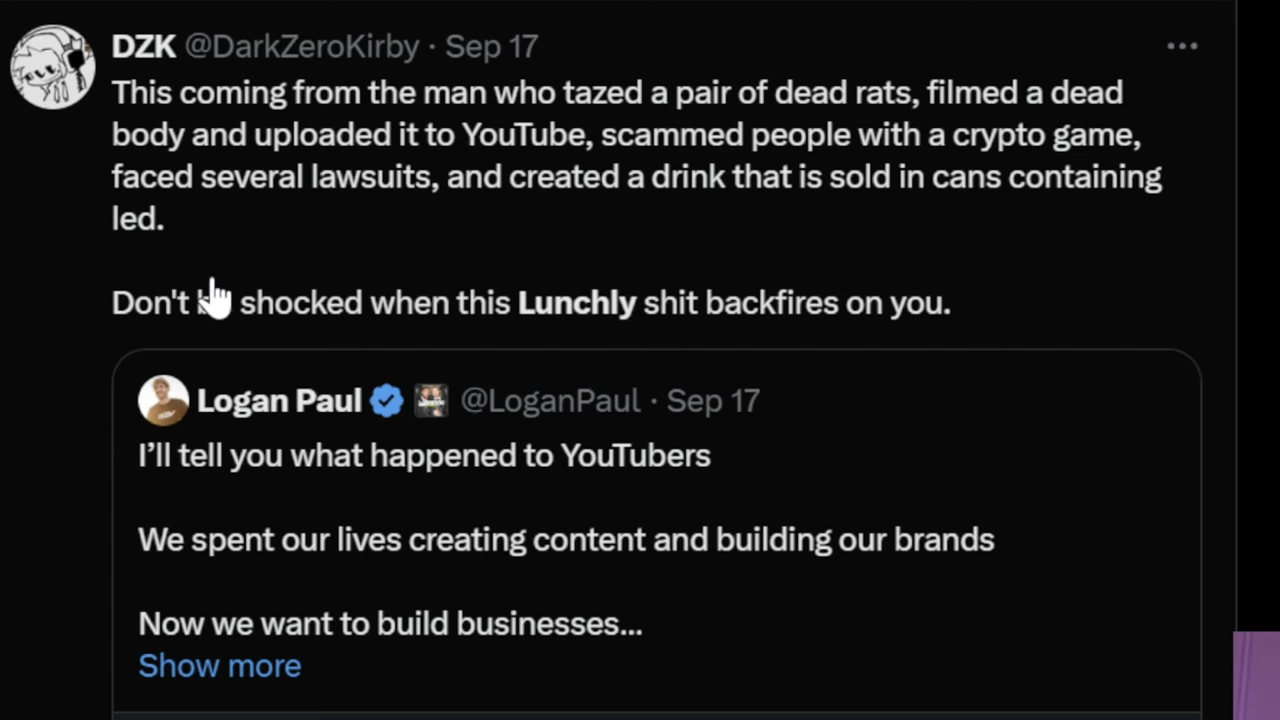 DZK @DarkZeroKirby · Sep 17
This coming from the man who tazed a pair of dead rats, filmed a dead
body and uploaded it to YouTube, scammed people with a crypto game,
faced several lawsuits, and created a drink that is sold in cans containing
led.
Don't shocked when this Lunchly shit backfires on you.
Logan Paul @LoganPaul · Sep 17
I'll tell you what happened to YouTubers
We spent our lives creating content and building our brands
Now we want to build businesses...
Show more